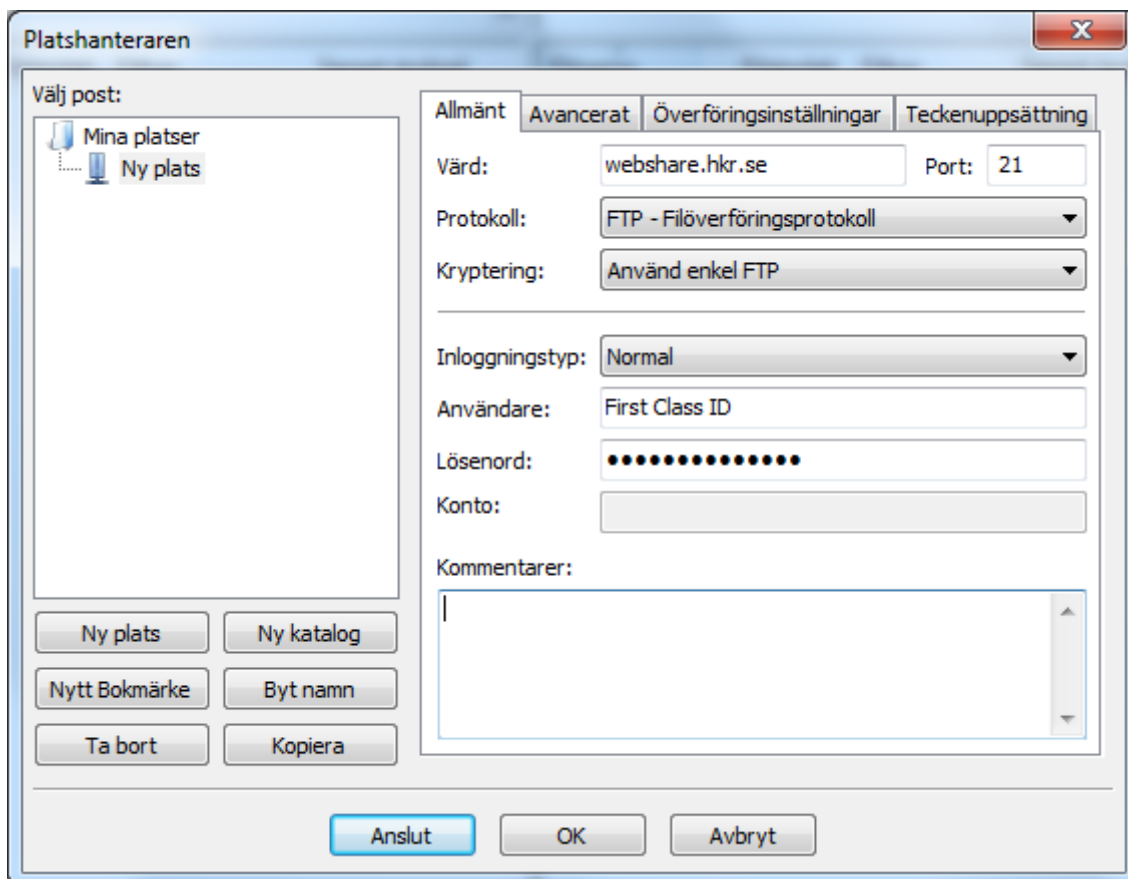 Platshanteraren
Välj post:
Mina platser
Ny plats
Ny plats Ny katalog
Nytt Bokmärke Byt namn
Ta bort Kopiera
Allmänt Avancerat Överföringsinställningar Teckenuppsättning
Värd: webshare.hkr.se Port: 21
Protokoll: FTP - Filöverföringsprotokoll
Kryptering: Använd enkel FTP
Inloggningstyp: Normal
Användare: First Class ID
Lösenord: ••••••••••••••
Konto:
Kommentarer:
Anslut OK Avbryt